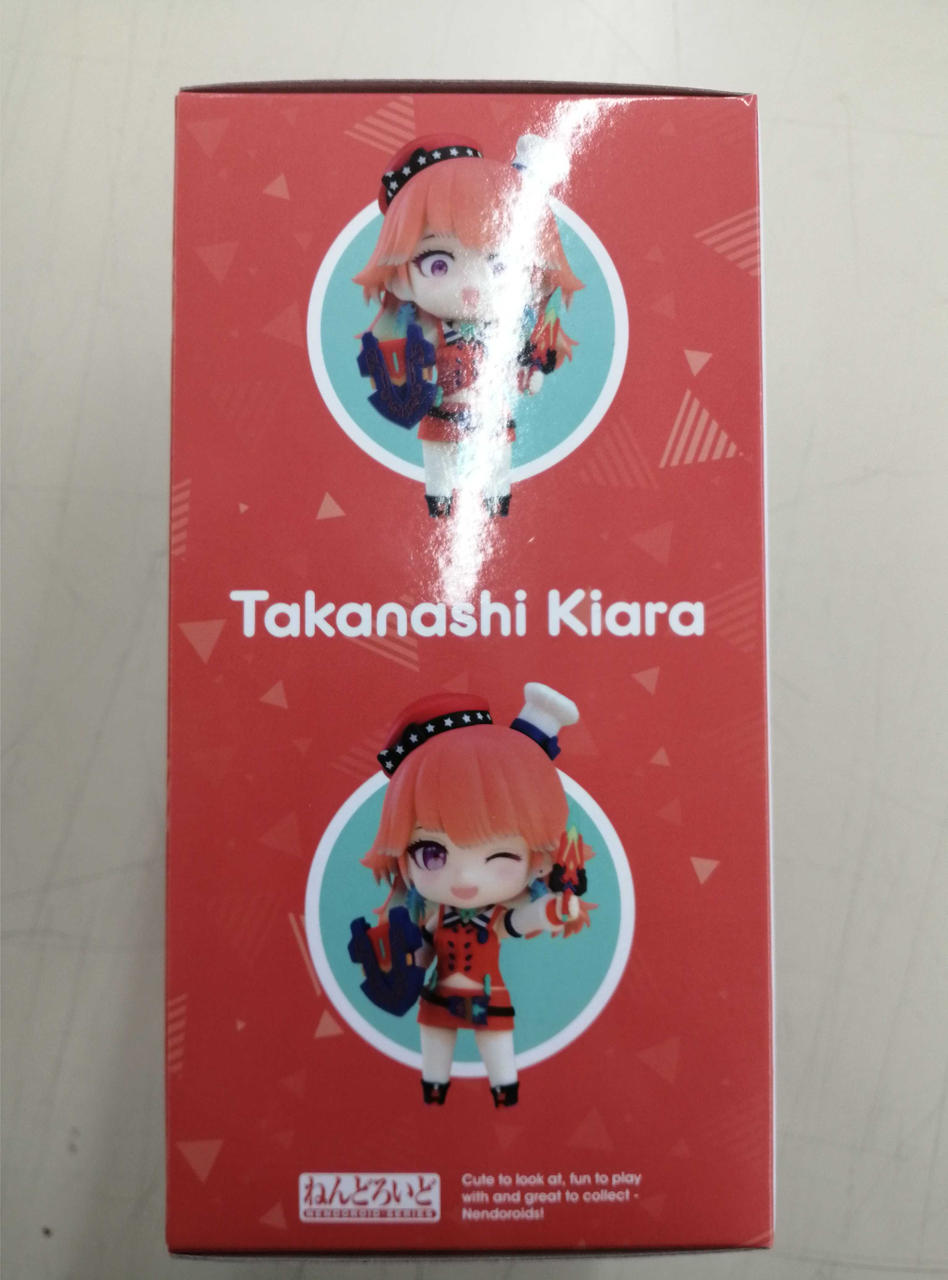 Takanashi Kiara
ねんどろいど
NENDOROID SERIES
Cute to look at, fun to play
with and great to collect -
Nendoroids!